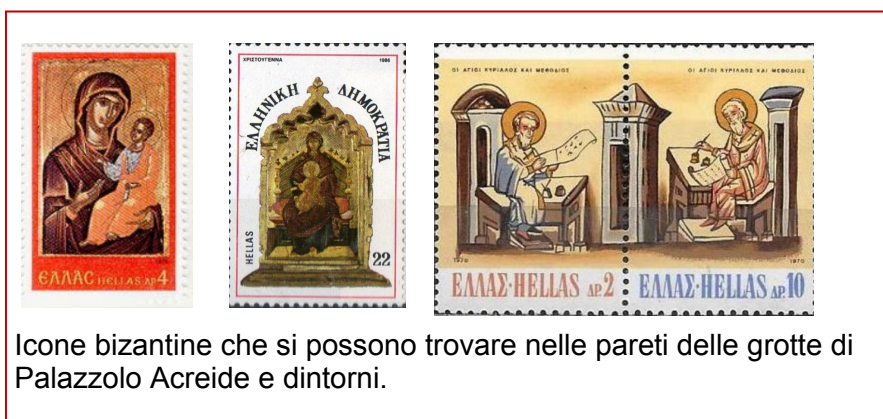 ΕΛΛΑC HELLAS ΔΡ 4
ΧΡΙΣΤΟΥΓΕΝΝΑ
ΕΛΛΗΝΙΚΗ ΔΗΜΟΚΡΑΤΙΑ
HELLAS
22
ΟΙ ΑΓΙΟΙ ΚΥΡΙΛΛΟΣ ΚΑΙ ΜΕΘΟΔΙΟΣ
1970
ΕΛΛΑΣ·HELLAS ΔΡ. 2
ΟΙ ΑΓΙΟΙ ΚΥΡΙΛΛΟΣ ΚΑΙ ΜΕΘΟΔΙΟΣ
1970
ΕΛΛΑΣ·HELLAS ΔΡ. 10
Icone bizantine che si possono trovare nelle pareti delle grotte di
Palazzolo Acreide e dintorni.